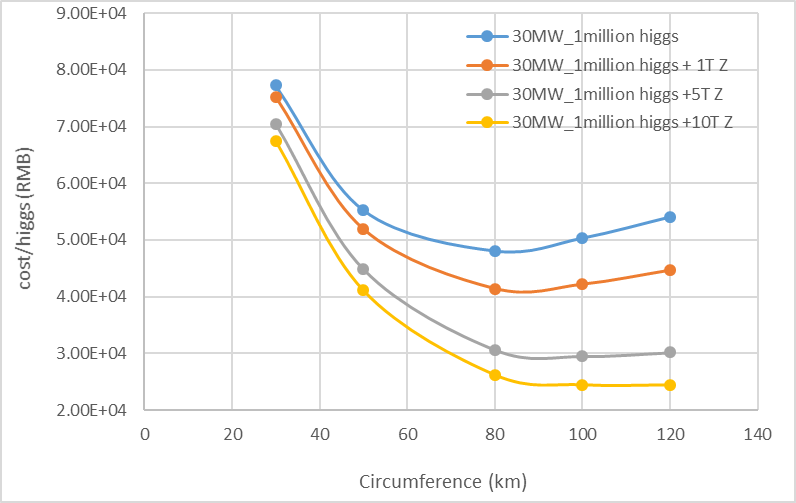 9.00E+04
8.00E+04
7.00E+04
6.00E+04
5.00E+04
4.00E+04
3.00E+04
2.00E+04
cost/higgs (RMB)
30MW_1million higgs
30MW_1million higgs + 1T Z
30MW_1million higgs +5T Z
30MW_1million higgs +10T Z
0 20 40 60 80 100 120 140
Circumference (km)